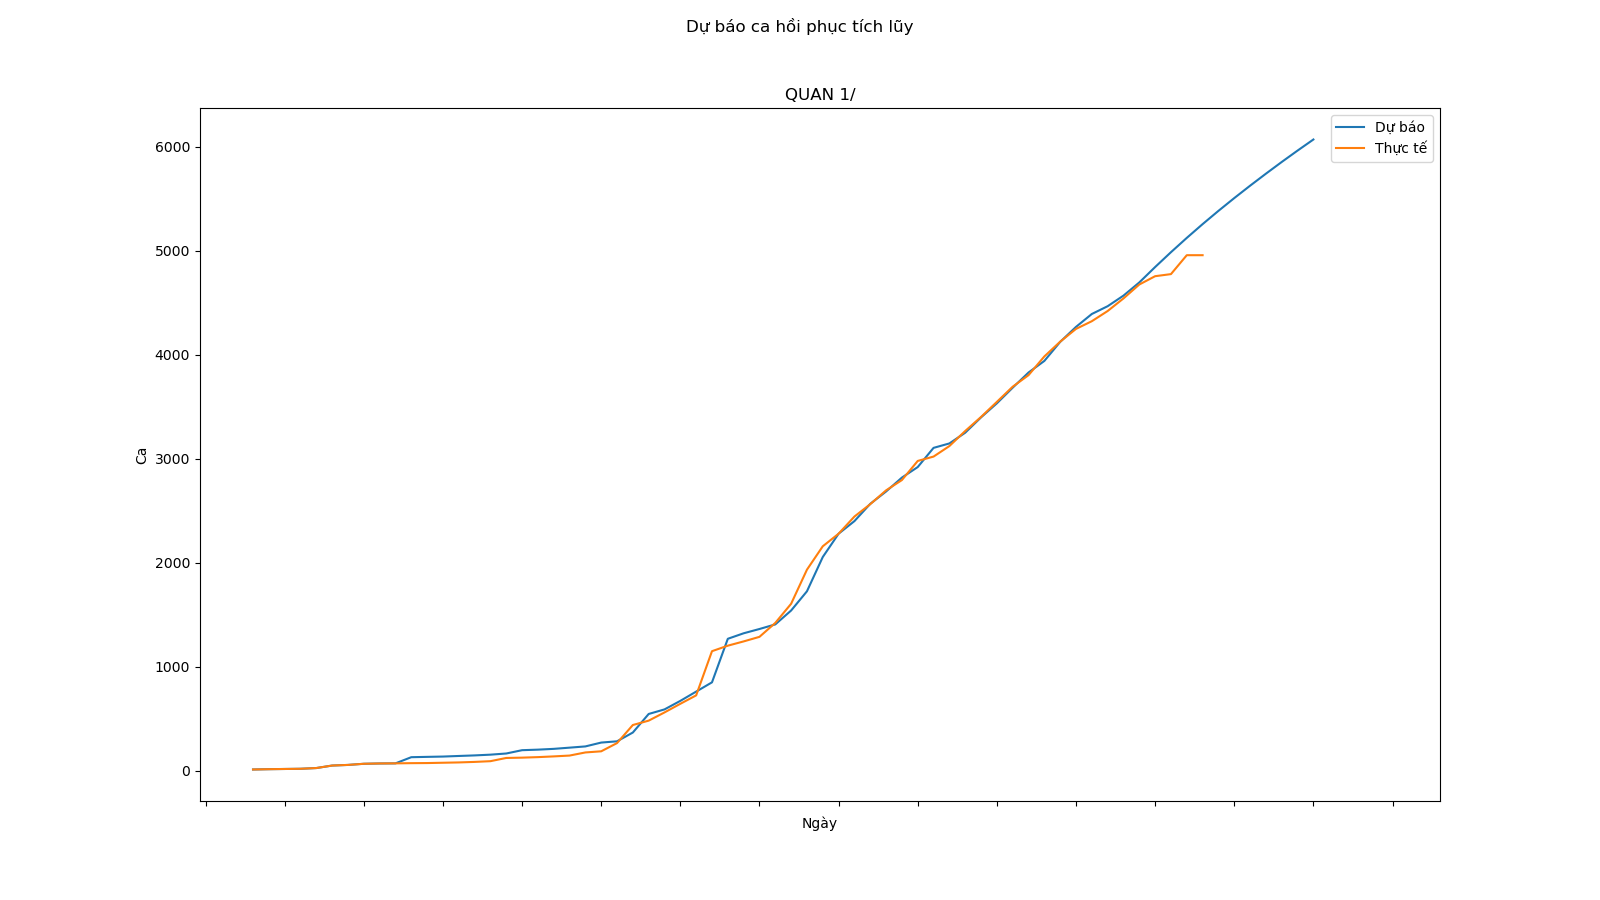 Dự báo ca hồi phục tích lũy
QUAN 1/
Dự báo
Thực tế
6000
5000
4000
3000
2000
1000
0
Ca
Ngày